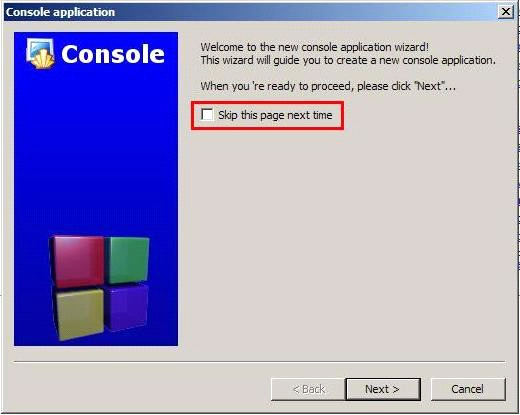 Console application
Console
Welcome to the new console application wizard!
This wizard will guide you to create a new console application.
When you 're ready to proceed, please click "Next"...
Skip this page next time
< Back
Next >
Cancel